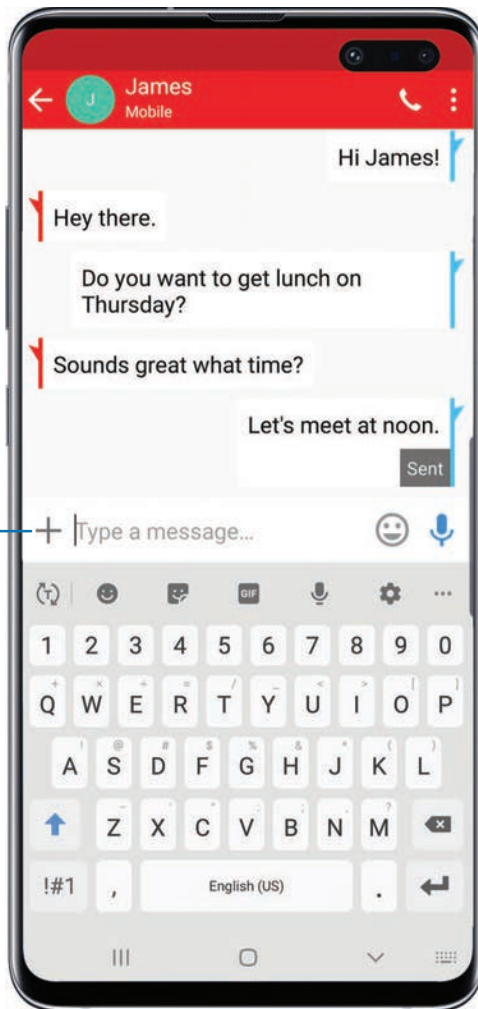 J
James
Mobile
Hi James!
Hey there.
Do you want to get lunch on
Thursday?
Sounds great what time?
Let's meet at noon.
Sent
Type a message...
T GIF
1 2 3 4 5 6 7 8 9 0
+ × ÷ = / _ < > [ ]
Q W E R T Y U I O P
! @ # $ % & * ( )
A S D F G H J K L
- ' " : ; , ?
Z X C V B N M
!#1 , English (US) .